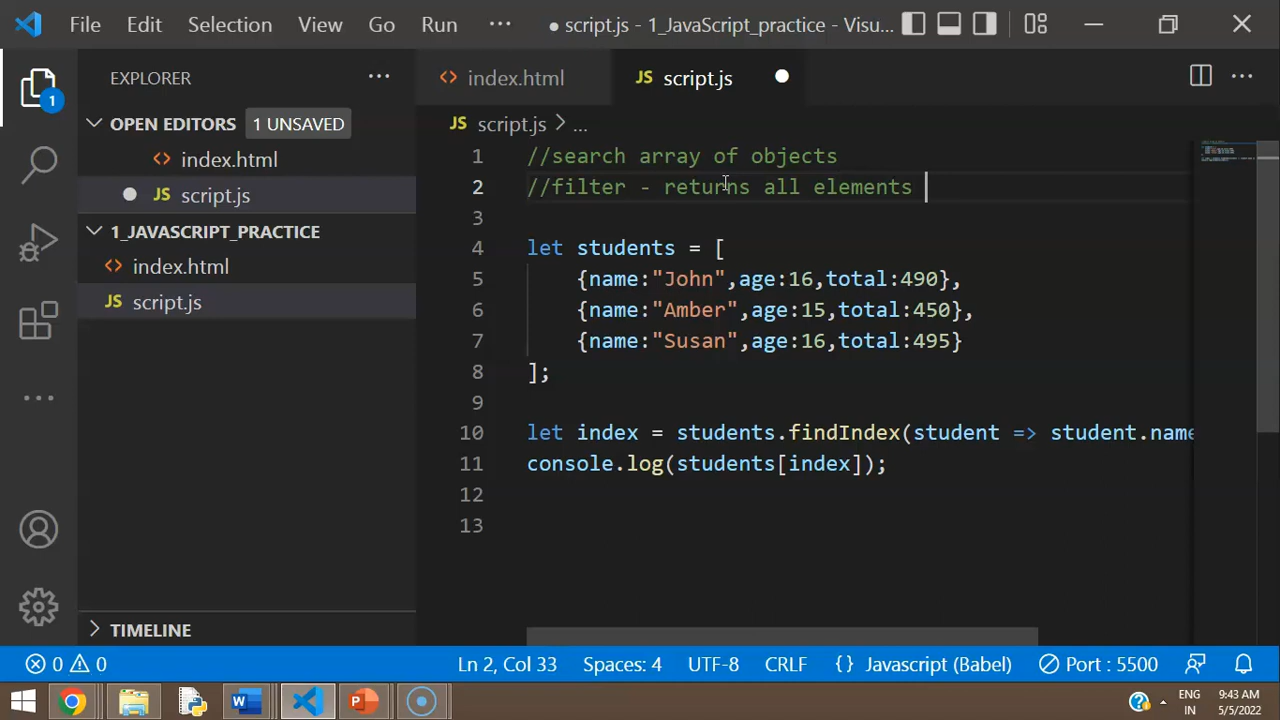 File Edit Selection View Go Run ··· ● script.js - 1_JavaScript_practice - Visu...
EXPLORER ···
<> index.html
JS script.js ●
OPEN EDITORS 1 UNSAVED
<> index.html
● JS script.js
1_JAVASCRIPT_PRACTICE
<> index.html
JS script.js
TIMELINE
1
JS script.js > ...
1 //search array of objects
2 //filter - returns all elements
3
4 let students = [
5 {name:"John",age:16,total:490},
6 {name:"Amber",age:15,total:450},
7 {name:"Susan",age:16,total:495}
8 ];
9
10 let index = students.findIndex(student => student.name
11 console.log(students[index]);
12
13
0 0 Ln 2, Col 33 Spaces: 4 UTF-8 CRLF {} Javascript (Babel) Port : 5500
ENG 9:43 AM
IN 5/5/2022